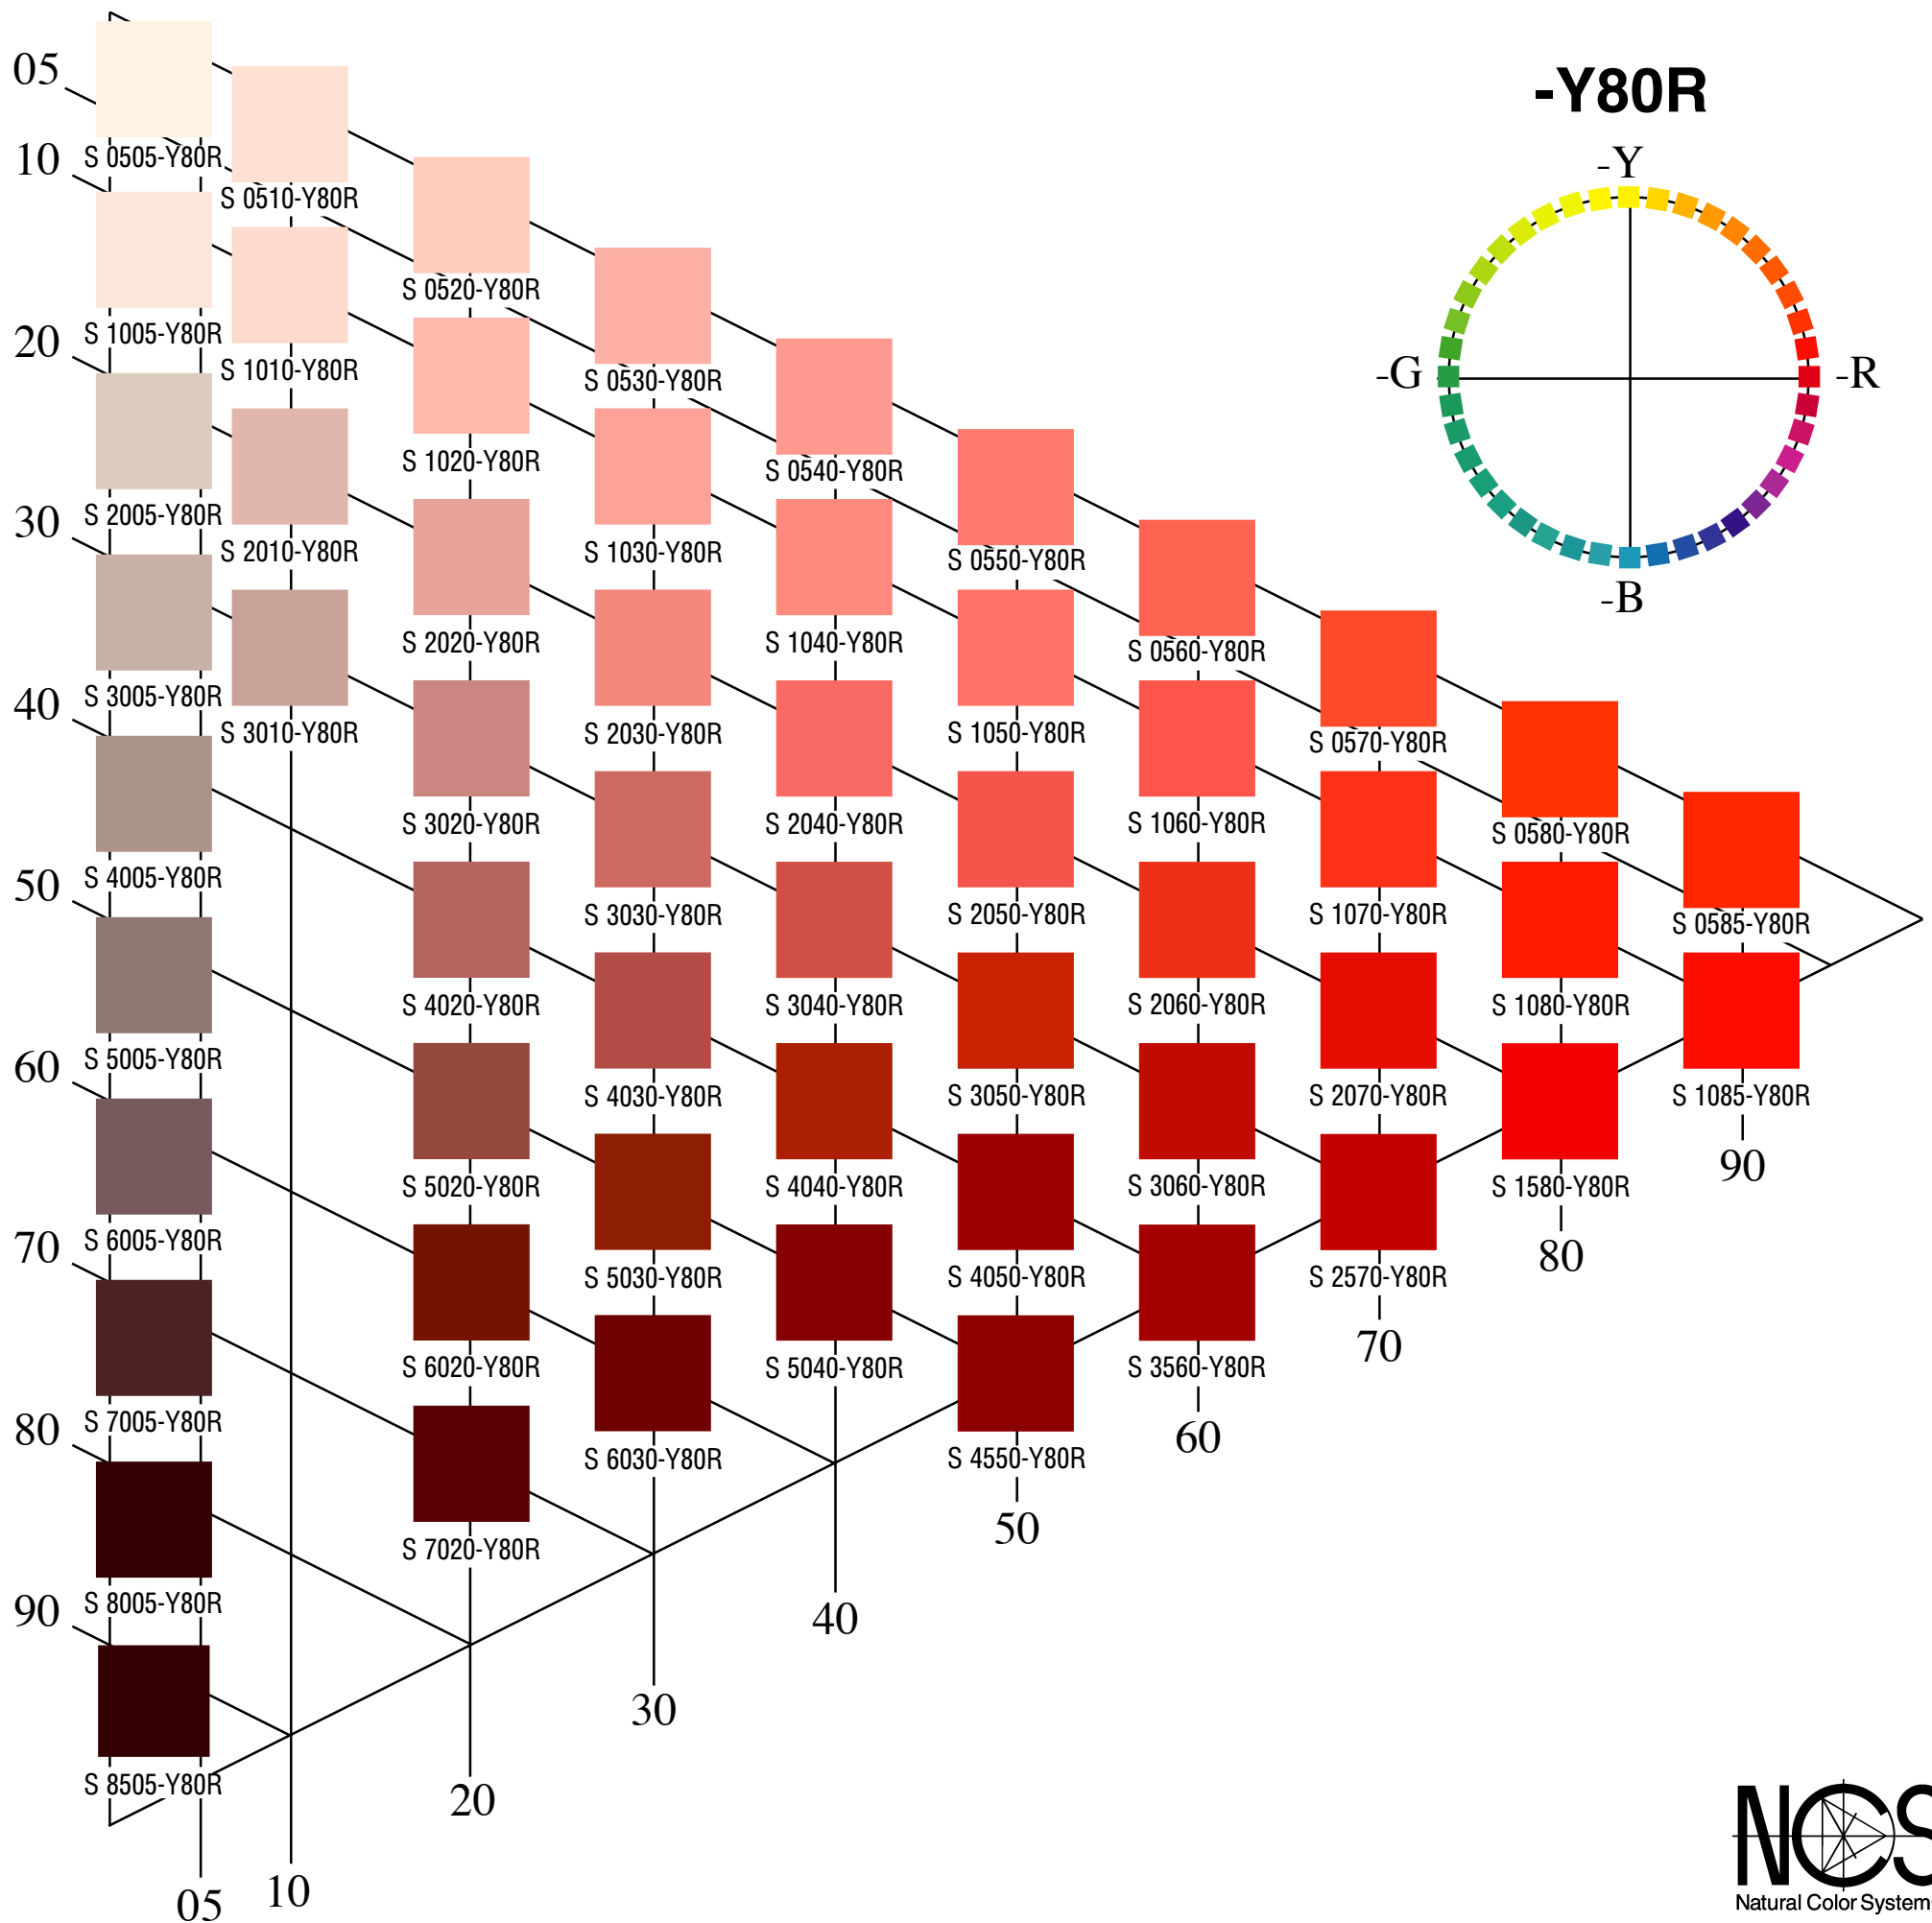 -Y80R
-Y
-G
-R
-B
05
10
20
30
40
50
60
70
80
90
S 0505-Y80R
S 1005-Y80R
S 2005-Y80R
S 3005-Y80R
S 4005-Y80R
S 5005-Y80R
S 6005-Y80R
S 7005-Y80R
S 8005-Y80R
S 8505-Y80R
05
S 0510-Y80R
S 1010-Y80R
S 2010-Y80R
S 3010-Y80R
10
S 0520-Y80R
S 1020-Y80R
S 2020-Y80R
S 3020-Y80R
S 4020-Y80R
S 5020-Y80R
S 6020-Y80R
S 7020-Y80R
20
S 0530-Y80R
S 1030-Y80R
S 2030-Y80R
S 3030-Y80R
S 4030-Y80R
S 5030-Y80R
S 6030-Y80R
30
S 0540-Y80R
S 1040-Y80R
S 2040-Y80R
S 3040-Y80R
S 4040-Y80R
S 5040-Y80R
40
S 0550-Y80R
S 1050-Y80R
S 2050-Y80R
S 3050-Y80R
S 4050-Y80R
S 4550-Y80R
50
S 0560-Y80R
S 1060-Y80R
S 2060-Y80R
S 3060-Y80R
S 3560-Y80R
60
S 0570-Y80R
S 1070-Y80R
S 2070-Y80R
S 2570-Y80R
70
S 0580-Y80R
S 1080-Y80R
S 1580-Y80R
80
S 0585-Y80R
S 1085-Y80R
90
NCS
Natural Color System